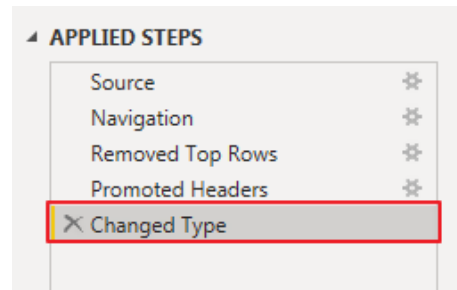 APPLIED STEPS
Source
Navigation
Removed Top Rows
Promoted Headers
Changed Type